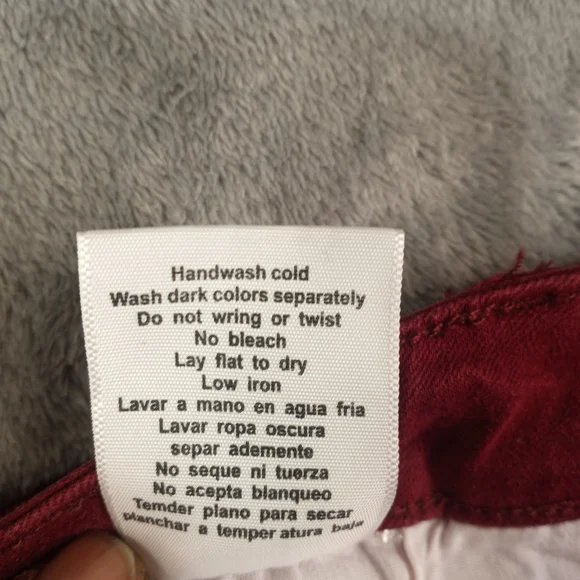 Handwash cold
Wash dark colors separately
Do not wring or twist
No bleach
Lay flat to dry
Low iron
Lavar a mano en agua fria
Lavar ropa oscura
separ ademente
No seque ni tuerza
No acepta blanqueo
Temder plano para secar
planchar a temper atura baja